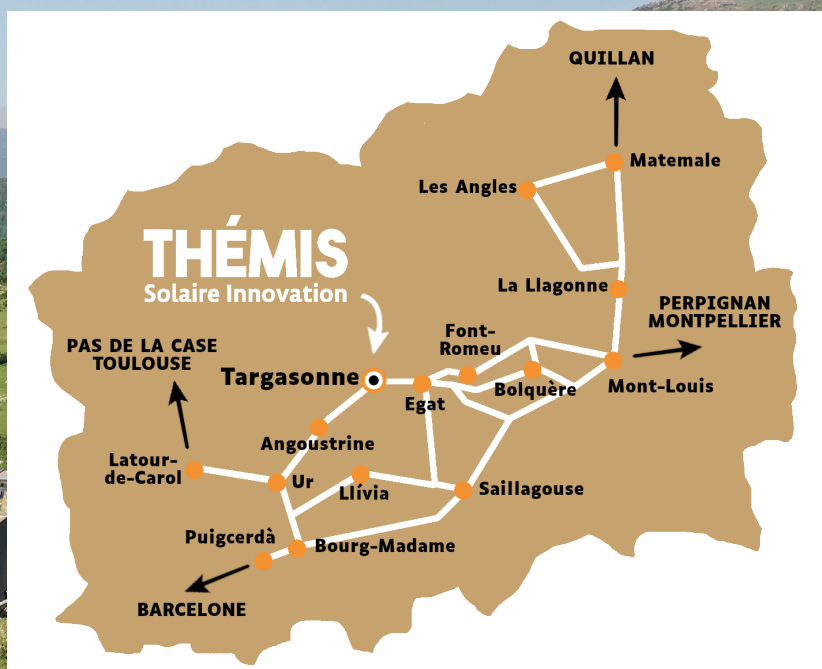 QUILLAN
Matemale
Les Angles
THÉMIS
Solaire Innovation
La Llagonne
PERPIGNAN
MONTPELLIER
Font-
Romeu
PAS DE LA CASE
TOULOUSE
Targasonne
Egat
Bolquère
Mont-Louis
Angoustrine
Latour-
de-Carol
Ur
Llívia
Saillagouse
Puigcerdà
Bourg-Madame
BARCELONE